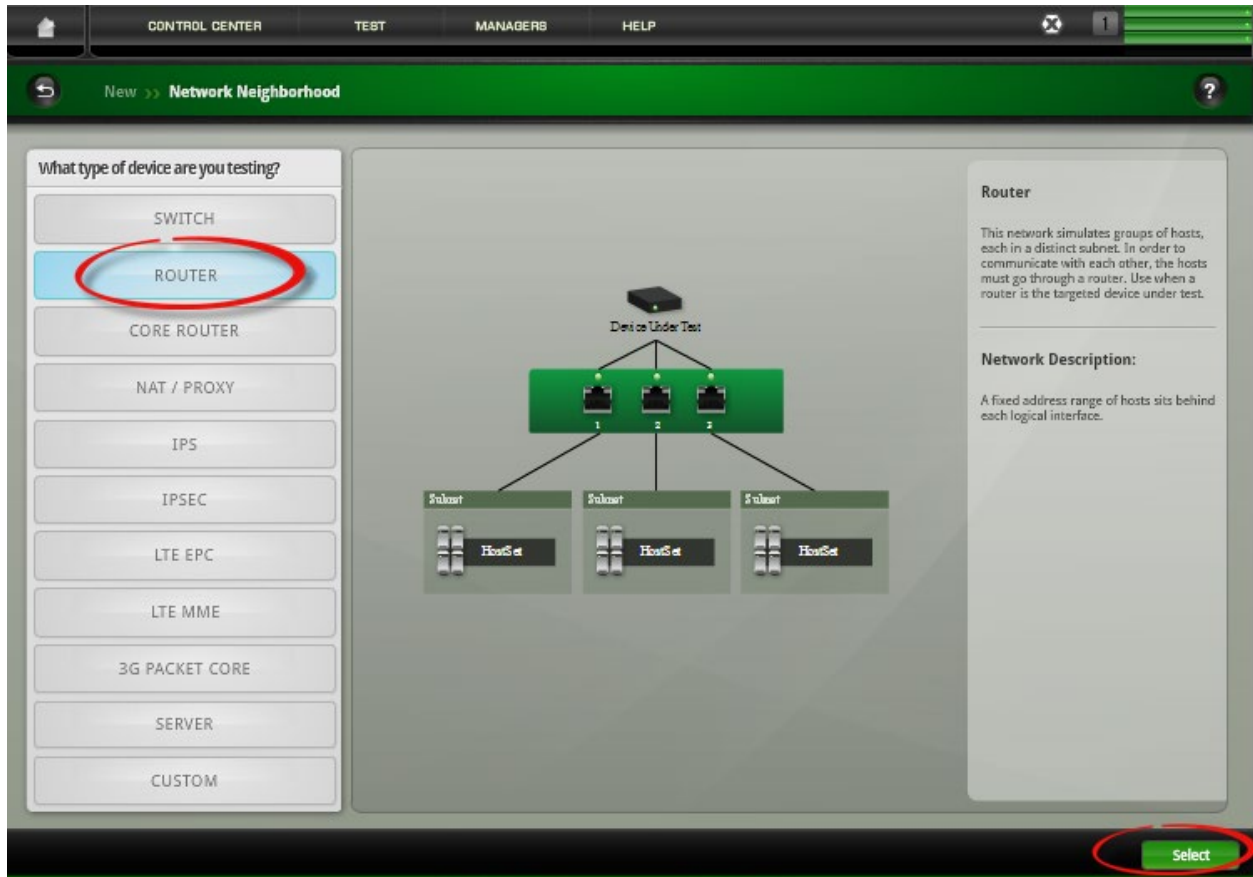 CONTROL CENTER
TEST
MANAGERS
HELP
1
New >> Network Neighborhood
?
What type of device are you testing?
SWITCH
ROUTER
CORE ROUTER
NAT / PROXY
IPS
IPSEC
LTE EPC
LTE MME
3G PACKET CORE
SERVER
CUSTOM
Device Under Test
1
2
3
Subnet
Subnet
Subnet
HostSet
HostSet
HostSet
Router
This network simulates groups of hosts,
each in a distinct subnet. In order to
communicate with each other, the hosts
must go through a router. Use when a
router is the targeted device under test.
Network Description:
A fixed address range of hosts sits behind
each logical interface.
Select